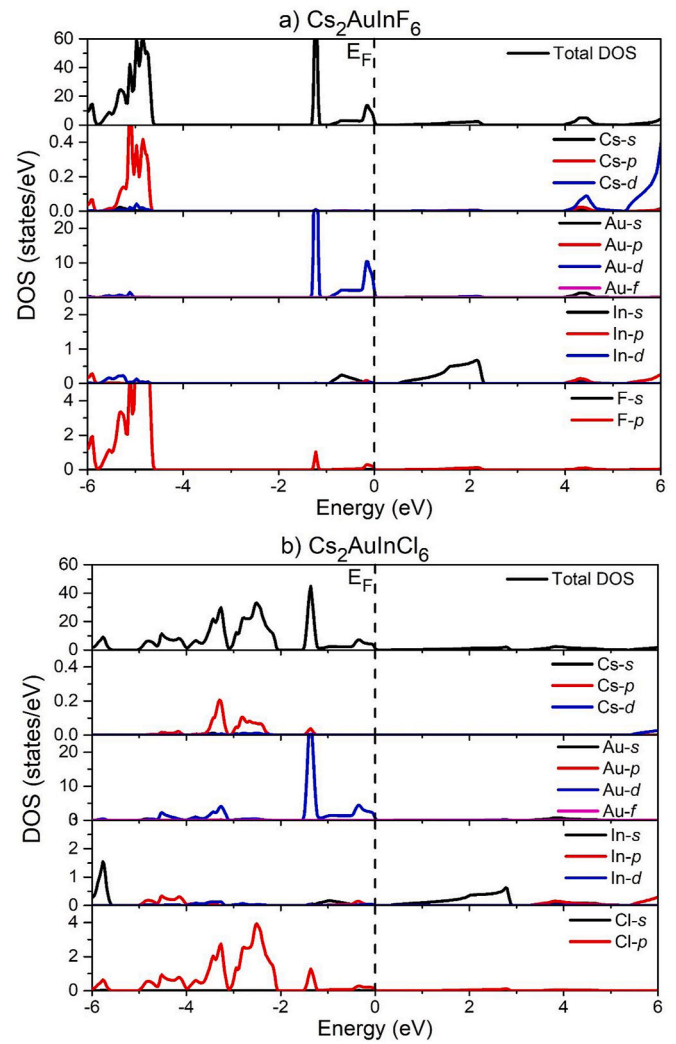 a) Cs2AuInF6
60
E_F
Total DOS
40
20
0
Cs-s
0.4
Cs-p
Cs-d
0.2
0.0
Au-s
20
Au-p
Au-d
10
Au-f
0
In-s
2
In-p
In-d
1
0
F-s
4
F-p
2
0
-6 -4 -2 0 2 4 6
Energy (eV)
DOS (states/eV)
b) Cs2AuInCl6
60
E_F
Total DOS
40
20
0
Cs-s
0.4
Cs-p
Cs-d
0.2
0.0
Au-s
20
Au-p
Au-d
10
Au-f
0
In-s
2
In-p
In-d
1
0
Cl-s
4
Cl-p
2
0
-6 -4 -2 0 2 4 6
Energy (eV)
DOS (states/eV)